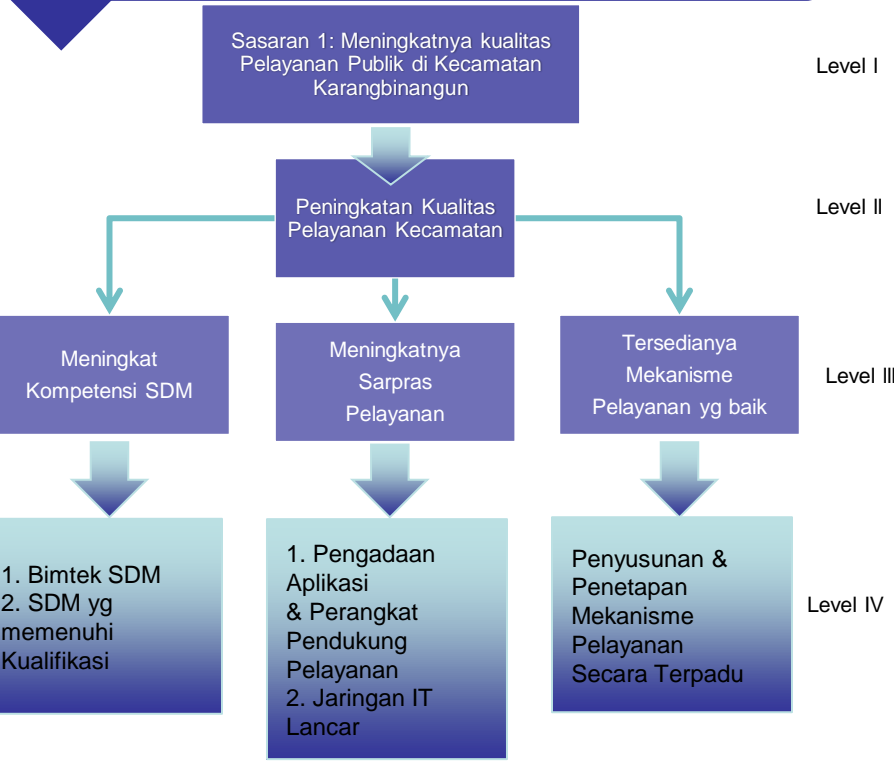 Sasaran 1: Meningkatnya kualitas
Pelayanan Publik di Kecamatan
Karangbinangun
Level I
Peningkatan Kualitas
Pelayanan Kecamatan
Level II
Meningkat
Kompetensi SDM
Meningkatnya
Sarpras
Pelayanan
Tersedianya
Mekanisme
Pelayanan yg baik
Level III
1. Bimtek SDM
2. SDM yg
memenuhi
Kualifikasi
1. Pengadaan
Aplikasi
& Perangkat
Pendukung
Pelayanan
2. Jaringan IT
Lancar
Penyusunan &
Penetapan
Mekanisme
Pelayanan
Secara Terpadu
Level IV